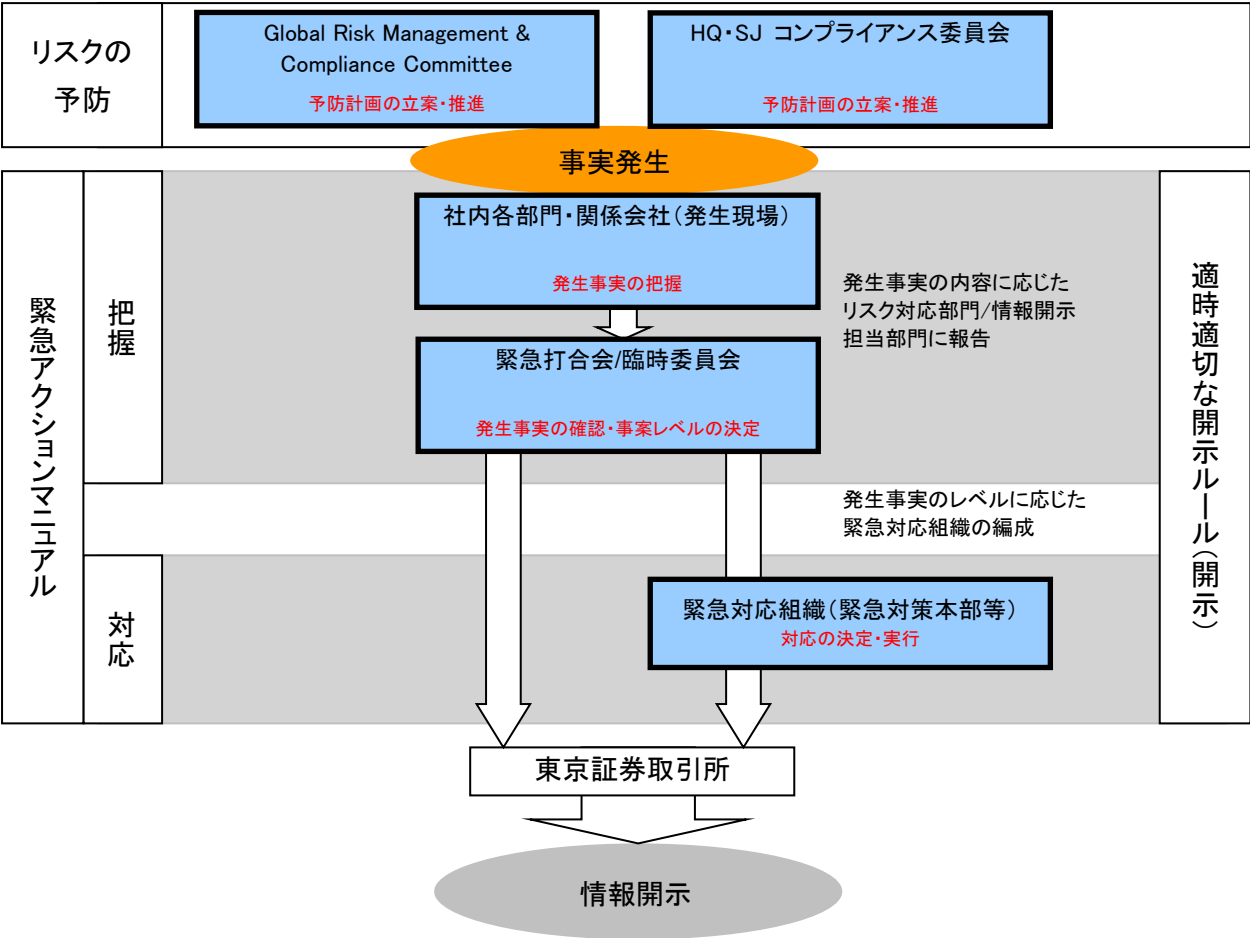 リスクの
予防
Global Risk Management &
Compliance Committee
予防計画の立案・推進
HQ・SJ コンプライアンス委員会
予防計画の立案・推進
事実発生
緊急アクションマニュアル
把握
社内各部門・関係会社(発生現場)
発生事実の把握
発生事実の内容に応じた
リスク対応部門/情報開示
担当部門に報告
緊急打合会/臨時委員会
発生事実の確認・事案レベルの決定
発生事実のレベルに応じた
緊急対応組織の編成
対応
緊急対応組織(緊急対策本部等)
対応の決定・実行
適時適切な開示ルール(開示)
東京証券取引所
情報開示